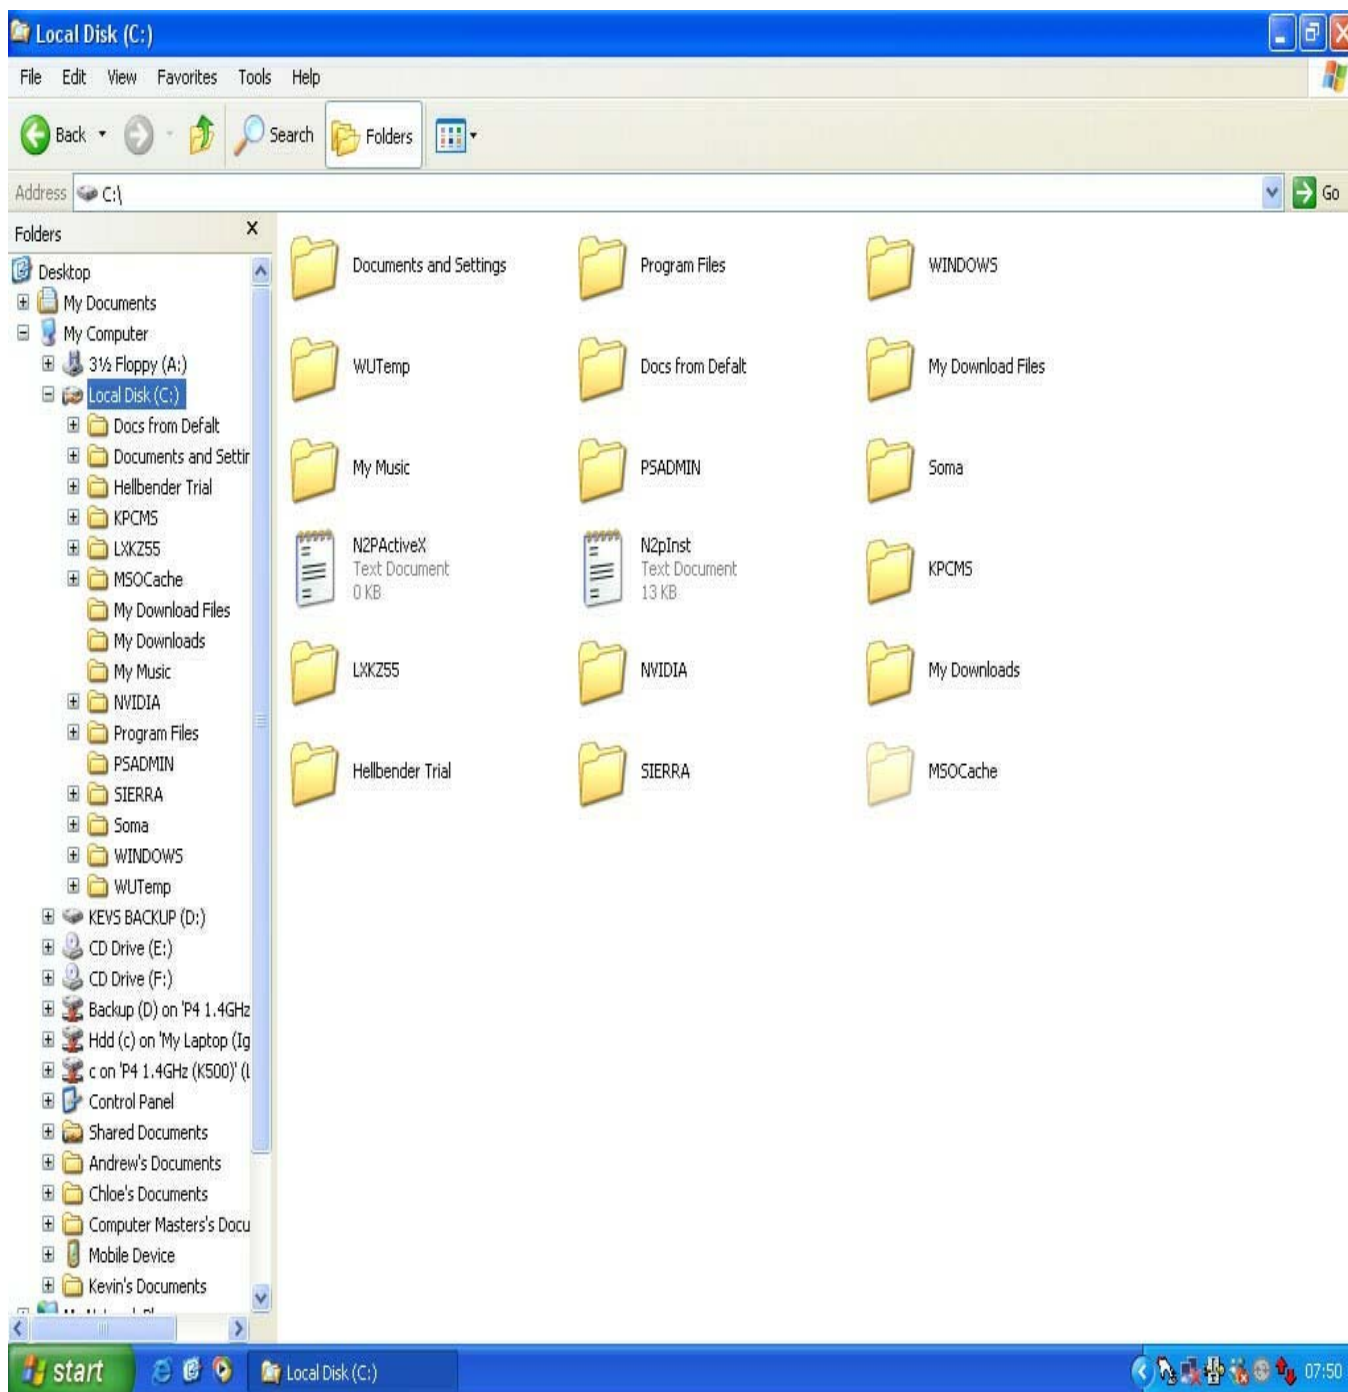 Local Disk (C:)
File Edit View Favorites Tools Help
Back Search Folders
Address C:\ Go
Folders X
Desktop
My Documents
My Computer
3½ Floppy (A:)
Local Disk (C:)
Docs from Defalt
Documents and Settir
Hellbender Trial
KPCMS
LXKZ55
MSOCache
My Download Files
My Downloads
My Music
NVIDIA
Program Files
PSADMIN
SIERRA
Soma
WINDOWS
WUTemp
KEVS BACKUP (D:)
CD Drive (E:)
CD Drive (F:)
Backup (D) on 'P4 1.4GHz
Hdd (c) on 'My Laptop (Ig
c on 'P4 1.4GHz (K500)' (L
Control Panel
Shared Documents
Andrew's Documents
Chloe's Documents
Computer Masters's Docu
Mobile Device
Kevin's Documents
Documents and Settings
Program Files
WINDOWS
WUTemp
Docs from Defalt
My Download Files
My Music
PSADMIN
Soma
N2PActiveX
Text Document
0 KB
N2pInst
Text Document
13 KB
KPCMS
LXKZ55
NVIDIA
My Downloads
Hellbender Trial
SIERRA
MSOCache
start
Local Disk (C:)
07:50